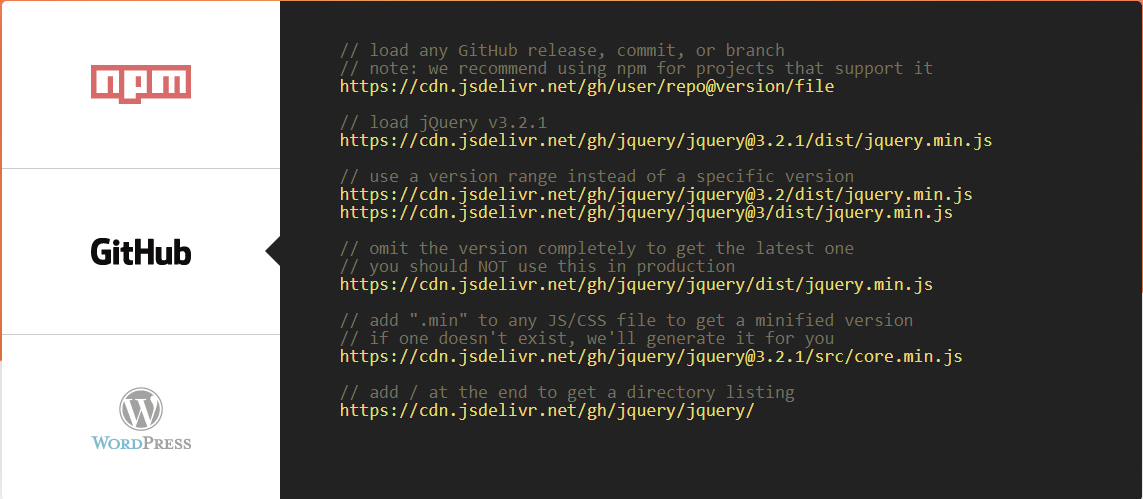 npm
GitHub
WordPress
// load any GitHub release, commit, or branch
// note: we recommend using npm for projects that support it
https://cdn.jsdelivr.net/gh/user/repo@version/file
// load jQuery v3.2.1
https://cdn.jsdelivr.net/gh/jquery/jquery@3.2.1/dist/jquery.min.js
// use a version range instead of a specific version
https://cdn.jsdelivr.net/gh/jquery/jquery@3.2/dist/jquery.min.js
https://cdn.jsdelivr.net/gh/jquery/jquery@3/dist/jquery.min.js
// omit the version completely to get the latest one
// you should NOT use this in production
https://cdn.jsdelivr.net/gh/jquery/jquery/dist/jquery.min.js
// add ".min" to any JS/CSS file to get a minified version
// if one doesn't exist, we'll generate it for you
https://cdn.jsdelivr.net/gh/jquery/jquery@3.2.1/src/core.min.js
// add / at the end to get a directory listing
https://cdn.jsdelivr.net/gh/jquery/jquery/